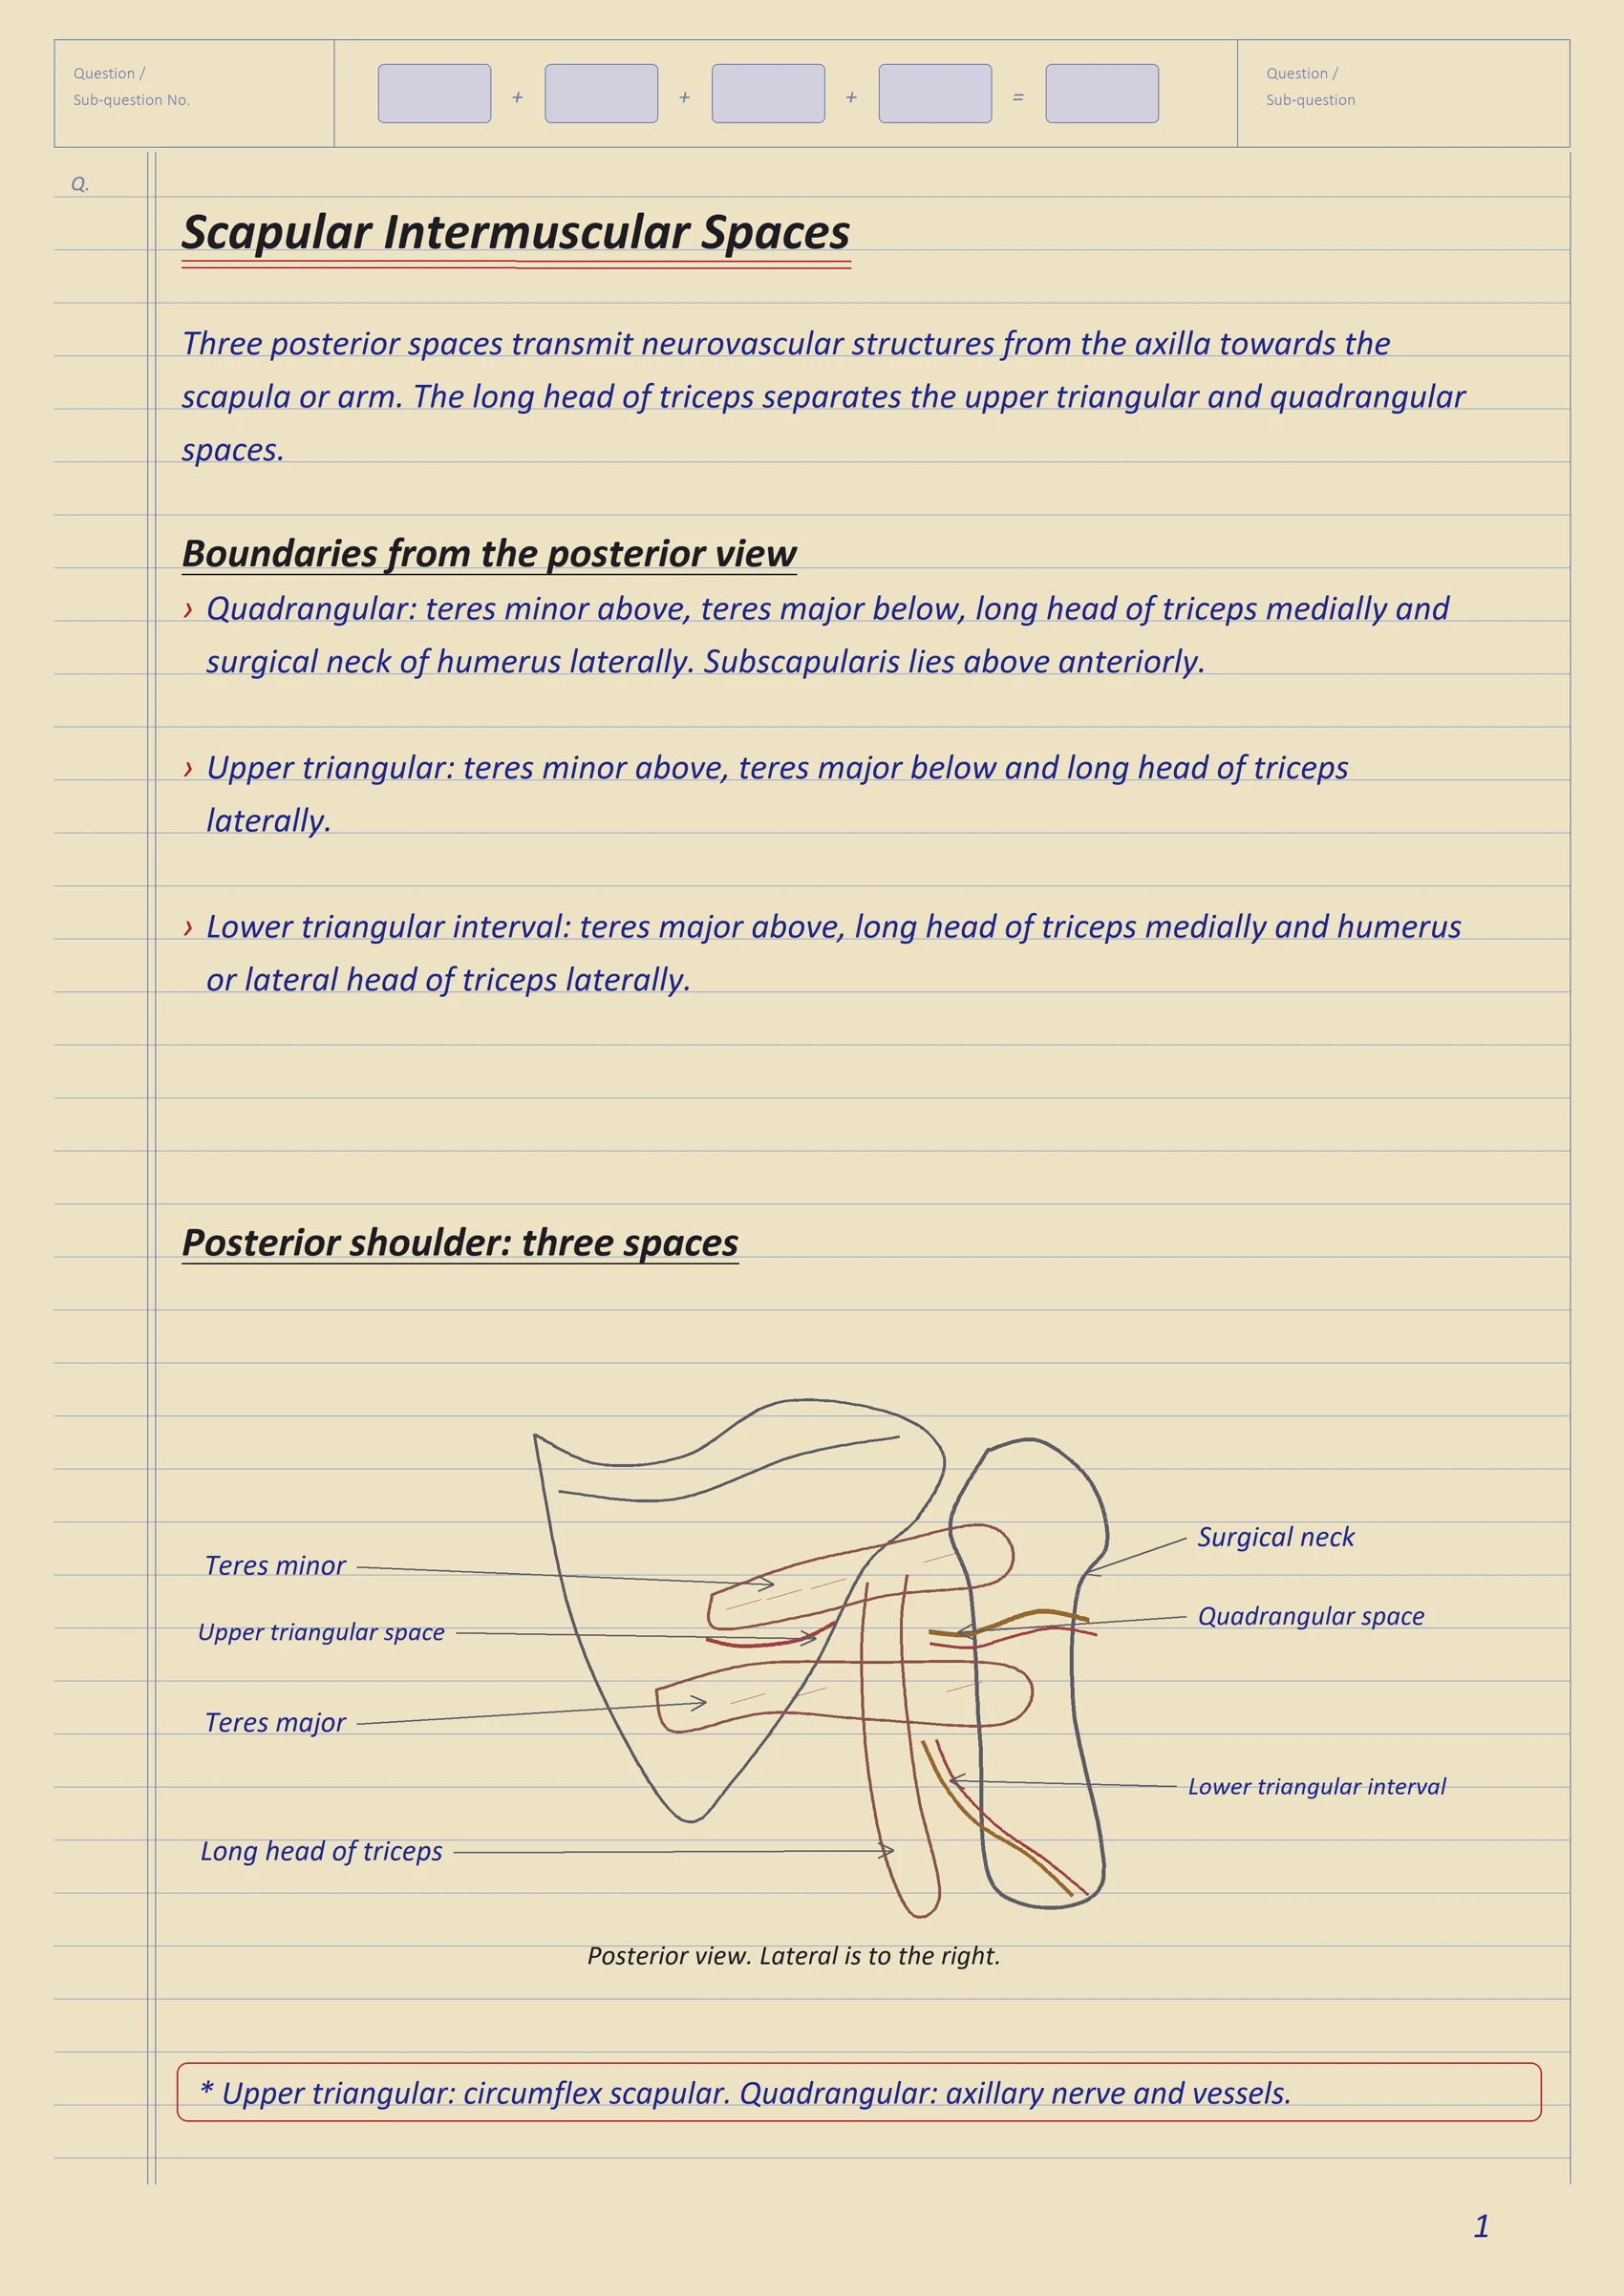 Question /
Sub-question No.
+ + + =
Question /
Sub-question
Q.
Scapular Intermuscular Spaces
Three posterior spaces transmit neurovascular structures from the axilla towards the
scapula or arm. The long head of triceps separates the upper triangular and quadrangular
spaces.
Boundaries from the posterior view
› Quadrangular: teres minor above, teres major below, long head of triceps medially and
surgical neck of humerus laterally. Subscapularis lies above anteriorly.
› Upper triangular: teres minor above, teres major below and long head of triceps
laterally.
› Lower triangular interval: teres major above, long head of triceps medially and humerus
or lateral head of triceps laterally.
Posterior shoulder: three spaces
Surgical neck
Teres minor
Quadrangular space
Upper triangular space
Teres major
Lower triangular interval
Long head of triceps
Posterior view. Lateral is to the right.
* Upper triangular: circumflex scapular. Quadrangular: axillary nerve and vessels.
1